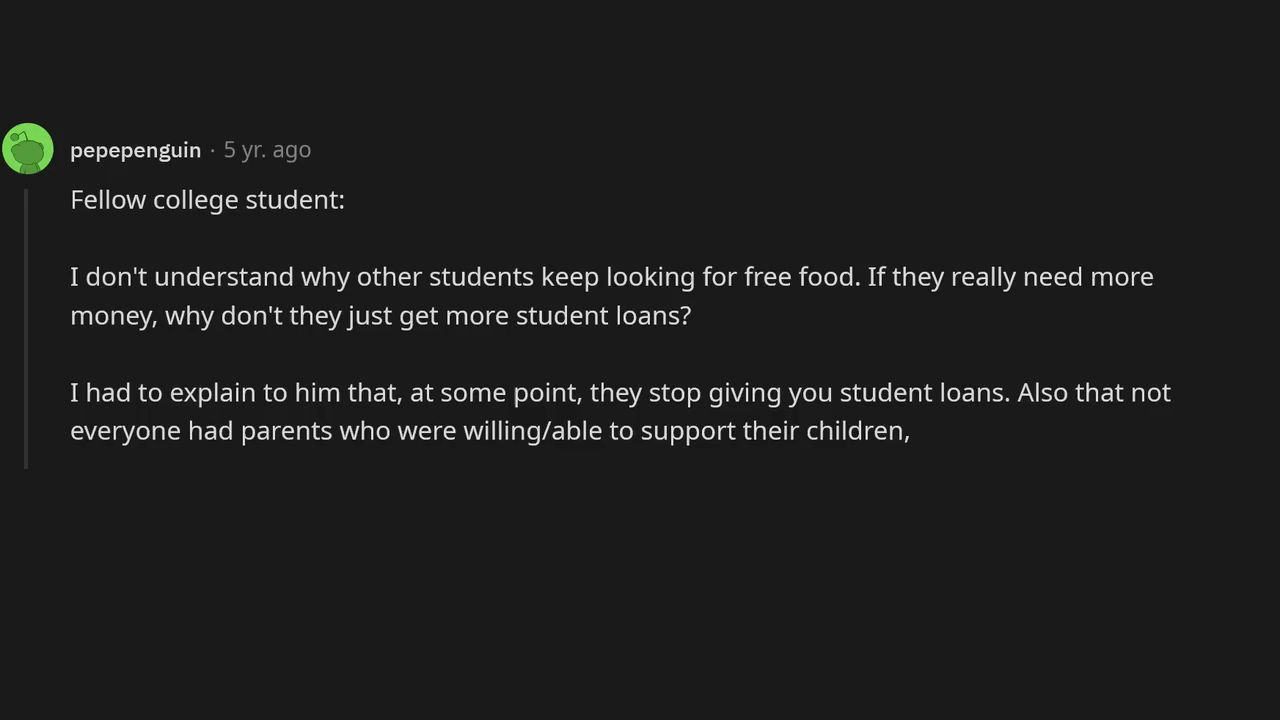 pepepenguin · 5 yr. ago
Fellow college student:
I don't understand why other students keep looking for free food. If they really need more
money, why don't they just get more student loans?
I had to explain to him that, at some point, they stop giving you student loans. Also that not
everyone had parents who were willing/able to support their children,